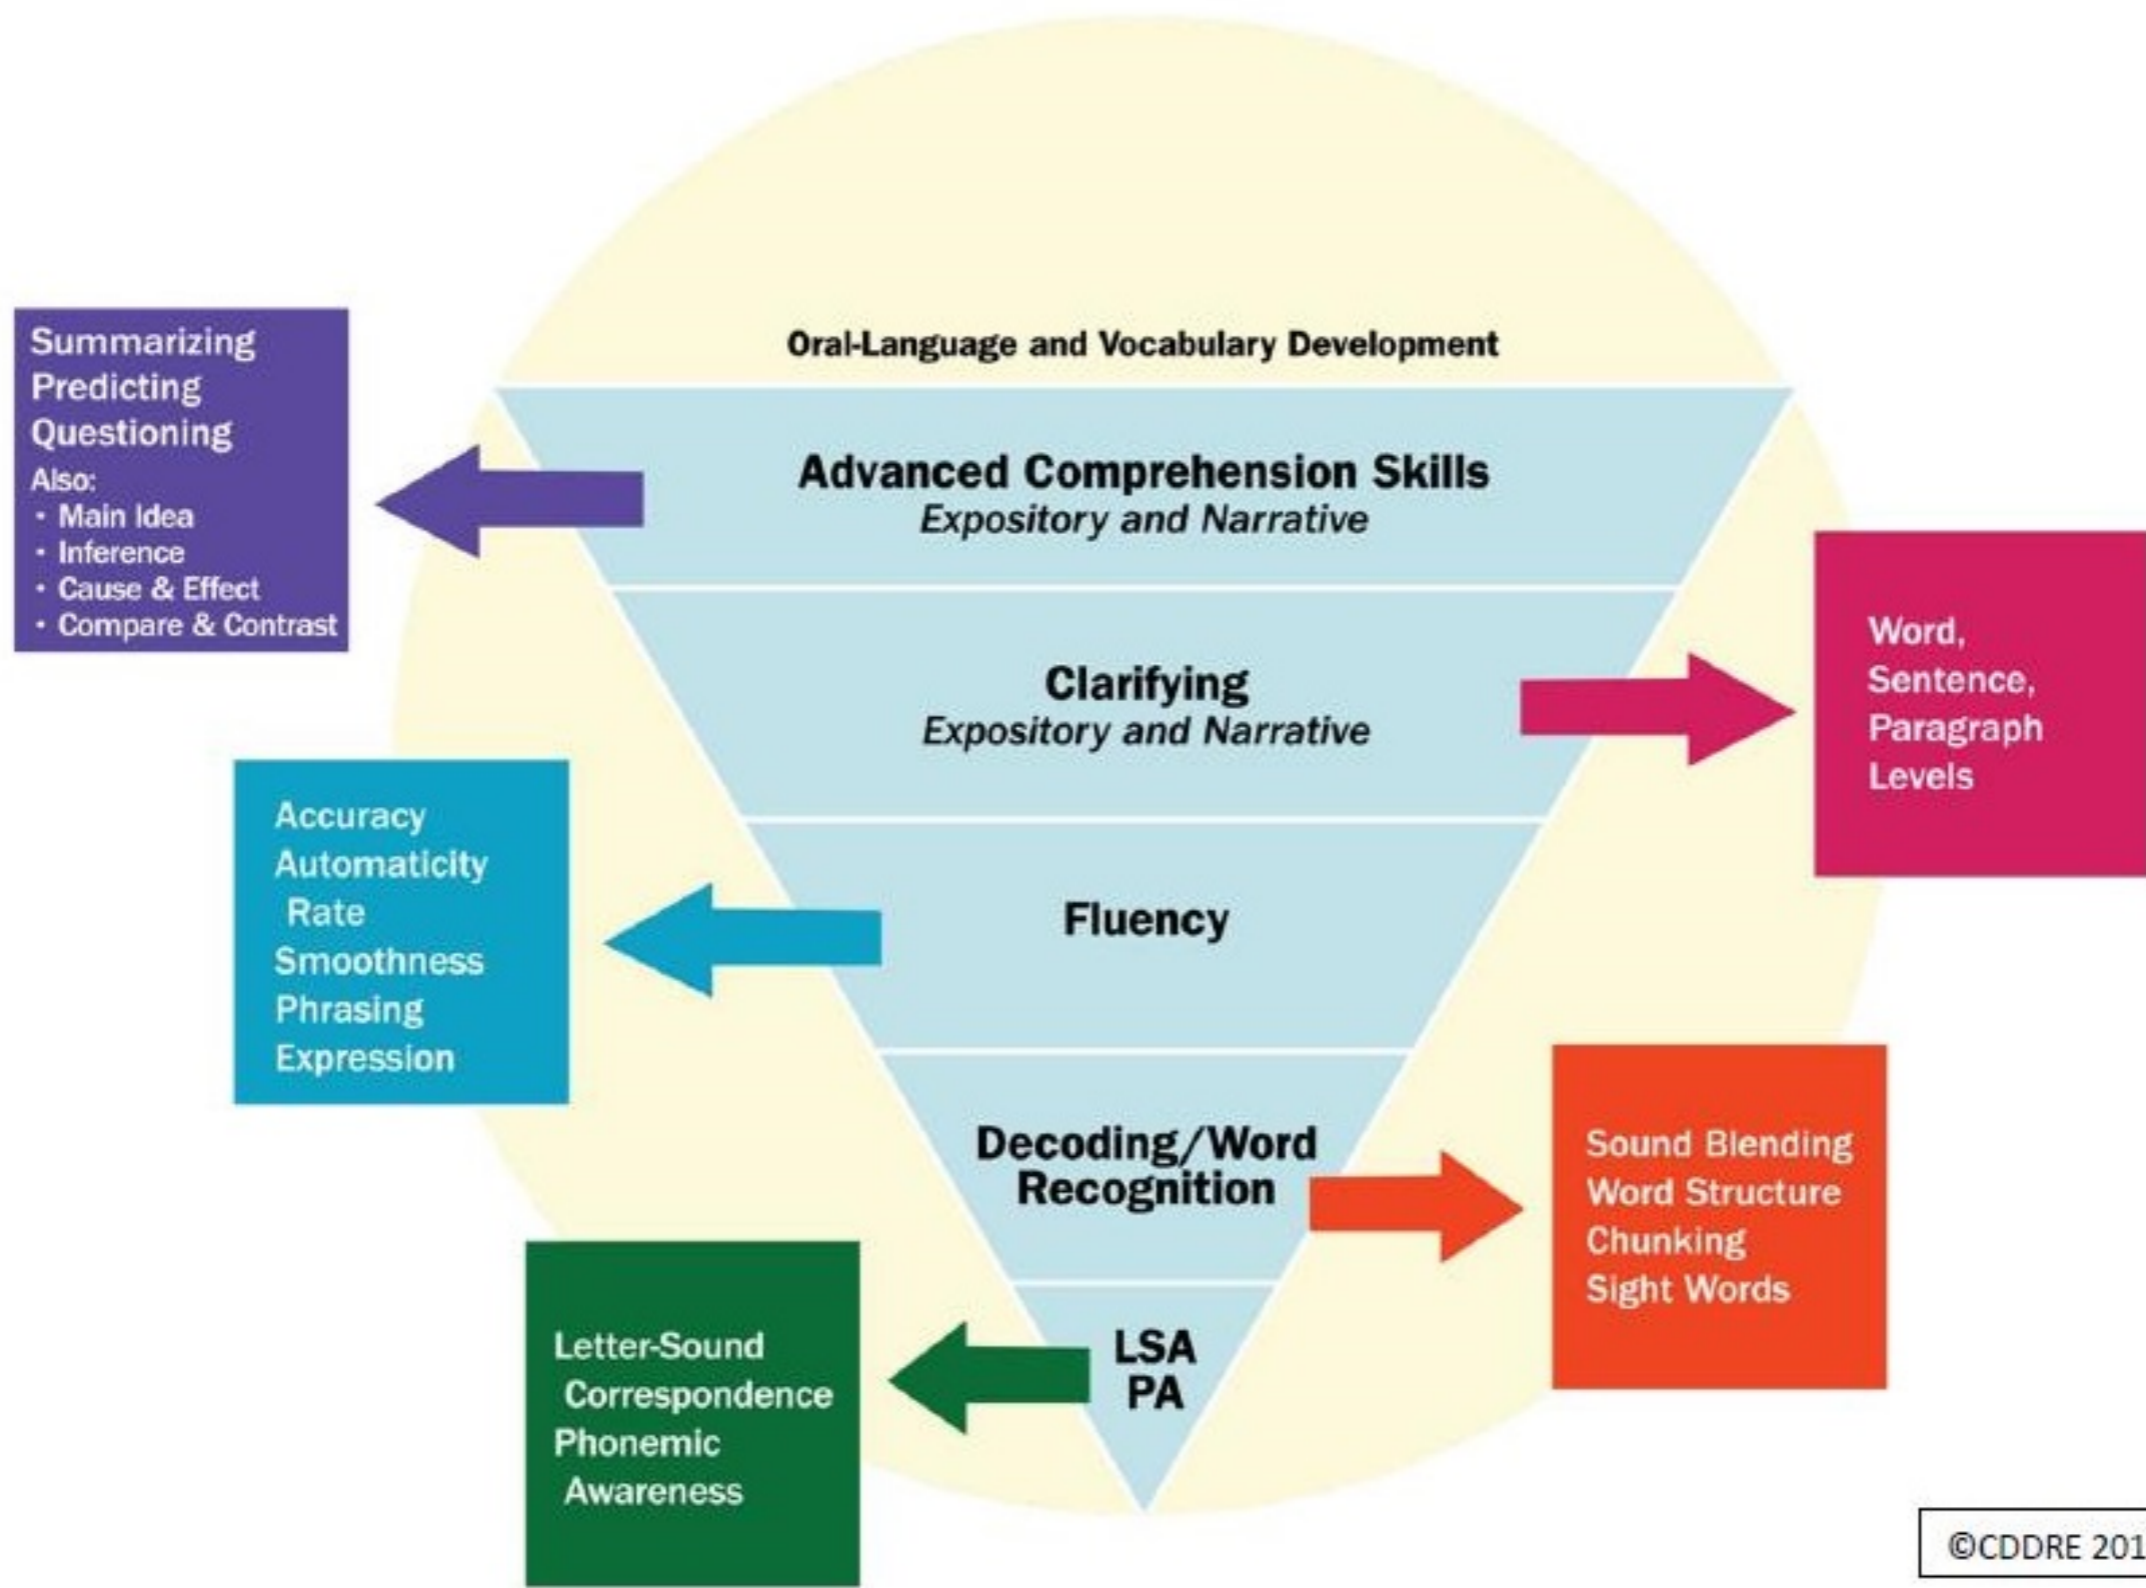 Oral-Language and Vocabulary Development
Summarizing
Predicting
Questioning
Also:
• Main Idea
• Inference
• Cause & Effect
• Compare & Contrast
Advanced Comprehension Skills
Expository and Narrative
Clarifying
Expository and Narrative
Word,
Sentence,
Paragraph
Levels
Accuracy
Automaticity
Rate
Smoothness
Phrasing
Expression
Fluency
Decoding/Word
Recognition
Sound Blending
Word Structure
Chunking
Sight Words
Letter-Sound
Correspondence
Phonemic
Awareness
LSA
PA
©CDDRE 201